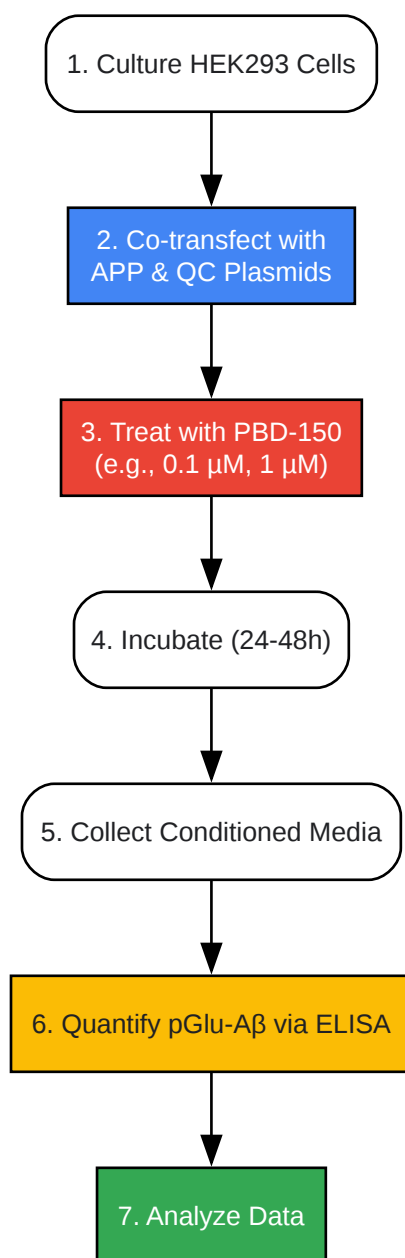 1. Culture HEK293 Cells
2. Co-transfect with
APP & QC Plasmids
3. Treat with PBD-150
(e.g., 0.1 µM, 1 µM)
4. Incubate (24-48h)
5. Collect Conditioned Media
6. Quantify pGlu-Aβ via ELISA
7. Analyze Data